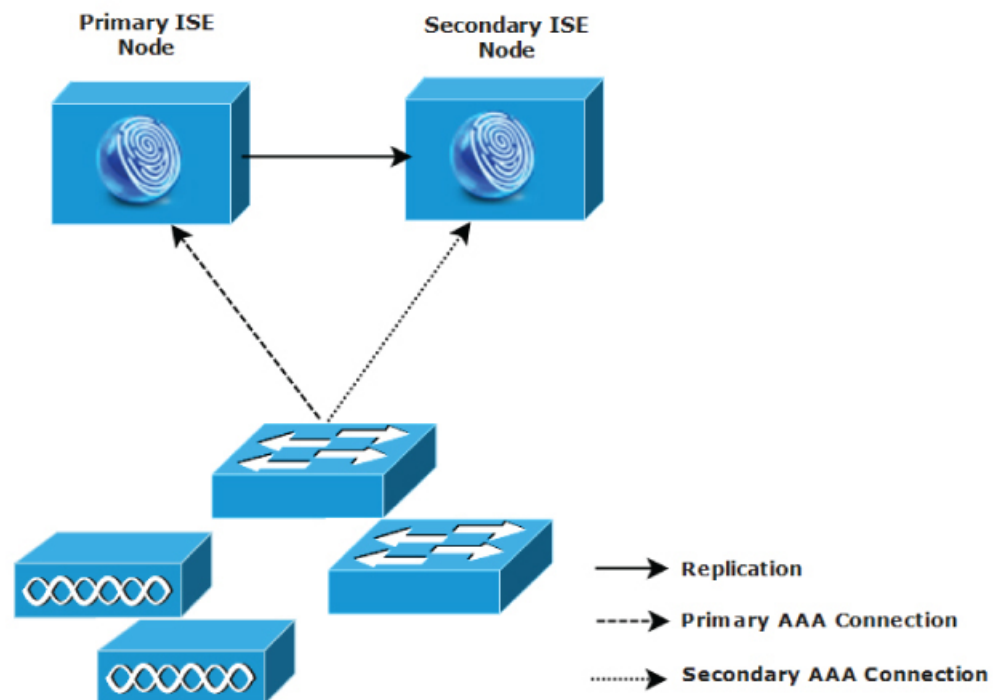 Primary ISE
Node
Secondary ISE
Node
Replication
Primary AAA Connection
Secondary AAA Connection